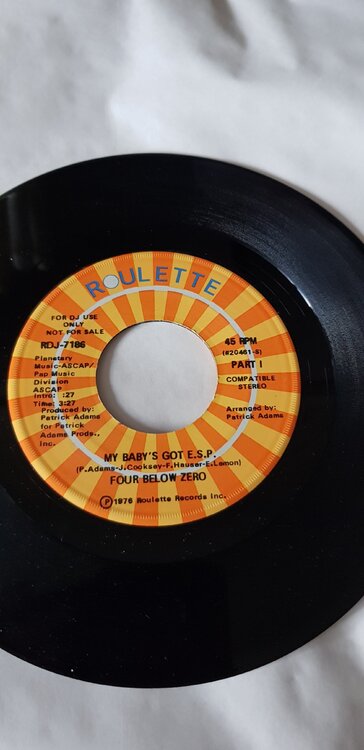 ROULETTE
FOR DJ USE
ONLY
NOT FOR SALE
RDJ-7186
Planetary
Music-ASCAP/
Pap Music
Division
ASCAP
Intro: :27
Time: 3:27
Produced by:
Patrick Adams
for Patrick
Adams Prods.,
Inc.
45 RPM
(#20461-S)
PART I
COMPATIBLE
STEREO
Arranged by:
Patrick Adams
MY BABY'S GOT E.S.P.
(P.Adams-J.Cooksey-F.Hauser-E.Lemon)
FOUR BELOW ZERO
Ⓟ 1976 Roulette Records Inc.